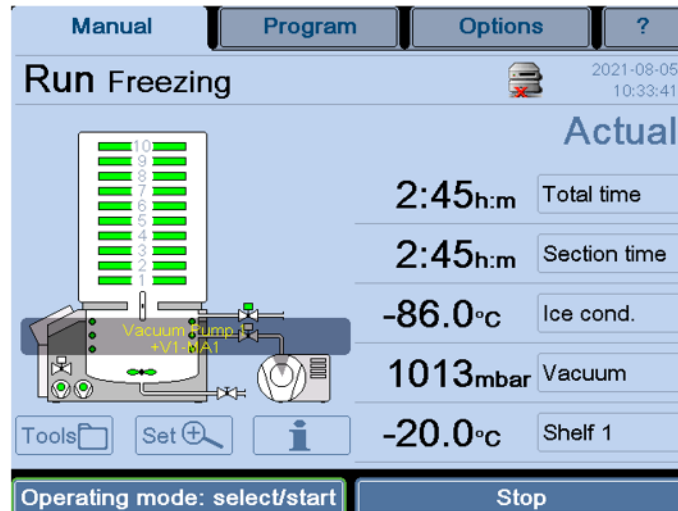 Manual
Program
Options
?
Run Freezing
2021-08-05
10:33:41
Actual
10
9
8
7
6
5
4
3
2
1
Vacuum Pump 1
+V1-MA1
2:45h:m Total time
2:45h:m Section time
-86.0°C Ice cond.
1013mbar Vacuum
-20.0°C Shelf 1
Tools
Set
i
Operating mode: select/start
Stop